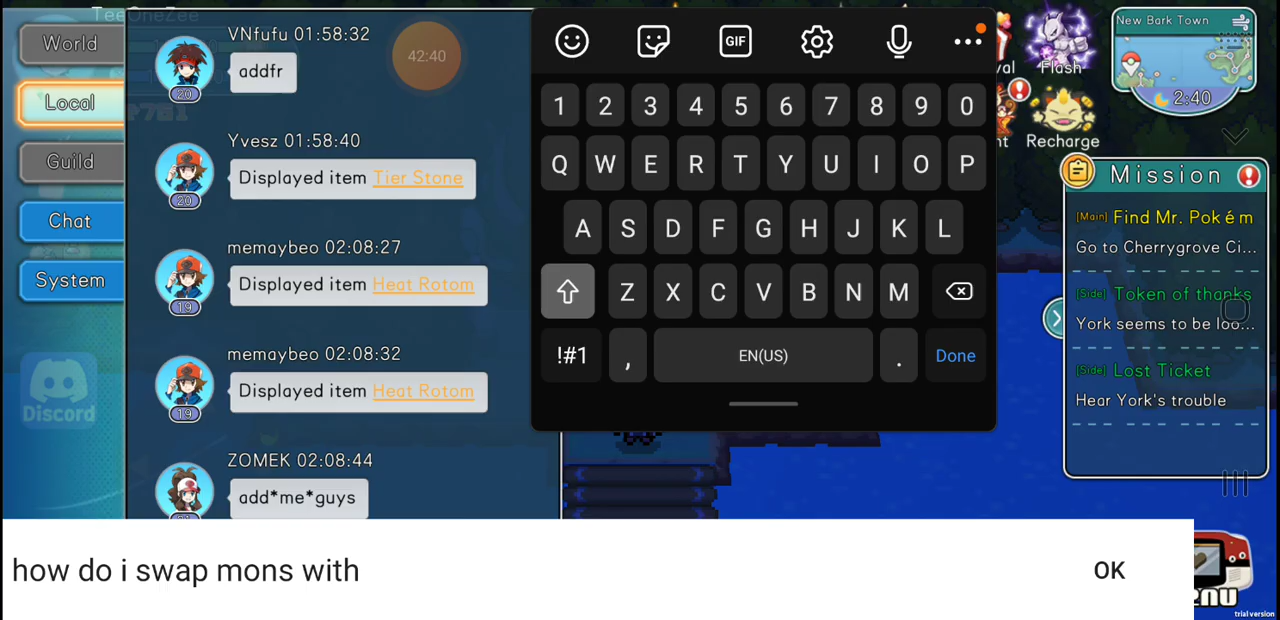 TeeOneZee
World
Local
Guild
Chat
System
Discord
VNfufu 01:58:32
20
addfr
42:40
Yvesz 01:58:40
20
Displayed item Tier Stone
memaybeo 02:08:27
19
Displayed item Heat Rotom
memaybeo 02:08:32
19
Displayed item Heat Rotom
ZOMEK 02:08:44
add*me*guys
GIF
1 2 3 4 5 6 7 8 9 0
Q W E R T Y U I O P
A S D F G H J K L
Z X C V B N M
!#1 , EN(US) . Done
Flash
Recharge
New Bark Town
2:40
Mission
[Main] Find Mr. Pokém
Go to Cherrygrove Ci...
[Side] Token of thanks
York seems to be loo...
[Side] Lost Ticket
Hear York's trouble
how do i swap mons with
OK
trial version